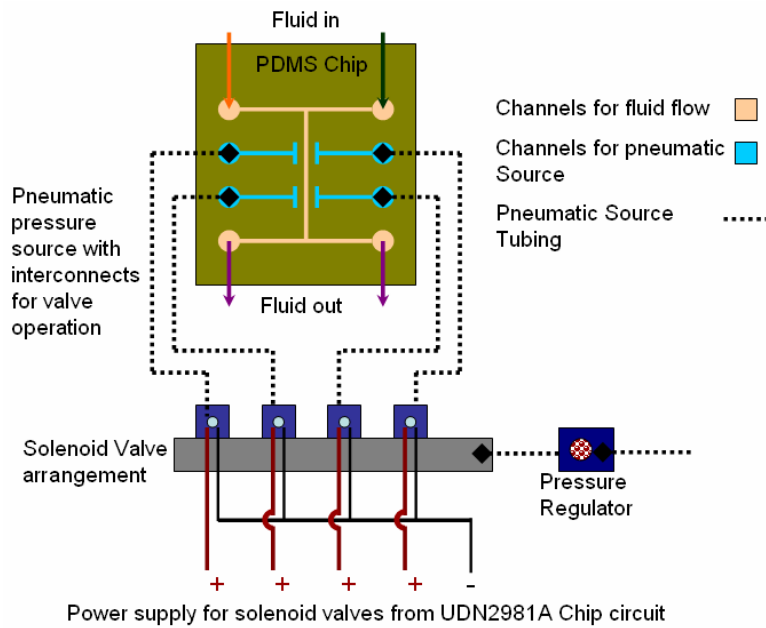 Fluid in
PDMS Chip
Channels for fluid flow
Channels for pneumatic
Source
Pneumatic Source
Tubing
Pneumatic
pressure
source with
interconnects
for valve
operation
Fluid out
Solenoid Valve
arrangement
Pressure
Regulator
+ + + + -
Power supply for solenoid valves from UDN2981A Chip circuit